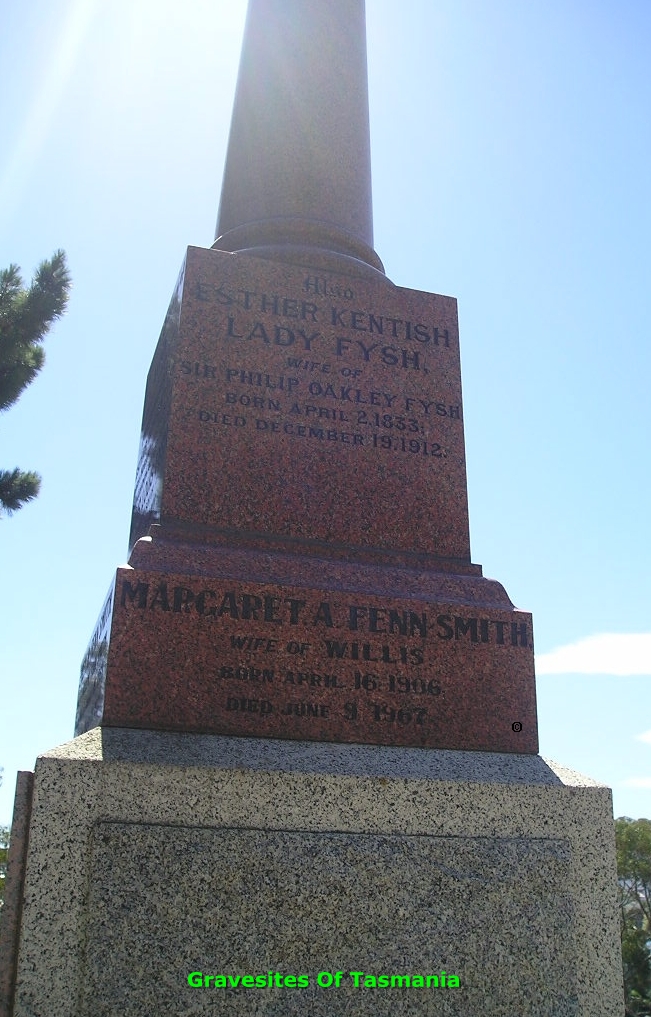 Also
ESTHER KENTISH
LADY FYSH,
WIFE OF
SIR PHILIP OAKLEY FYSH
BORN APRIL 2, 1833;
DIED DECEMBER 19, 1912.
MARGARET A. FENN-SMITH
WIFE OF WILLIS
BORN APRIL 16, 1906
DIED JUNE 9, 1967
©
Gravesites Of Tasmania